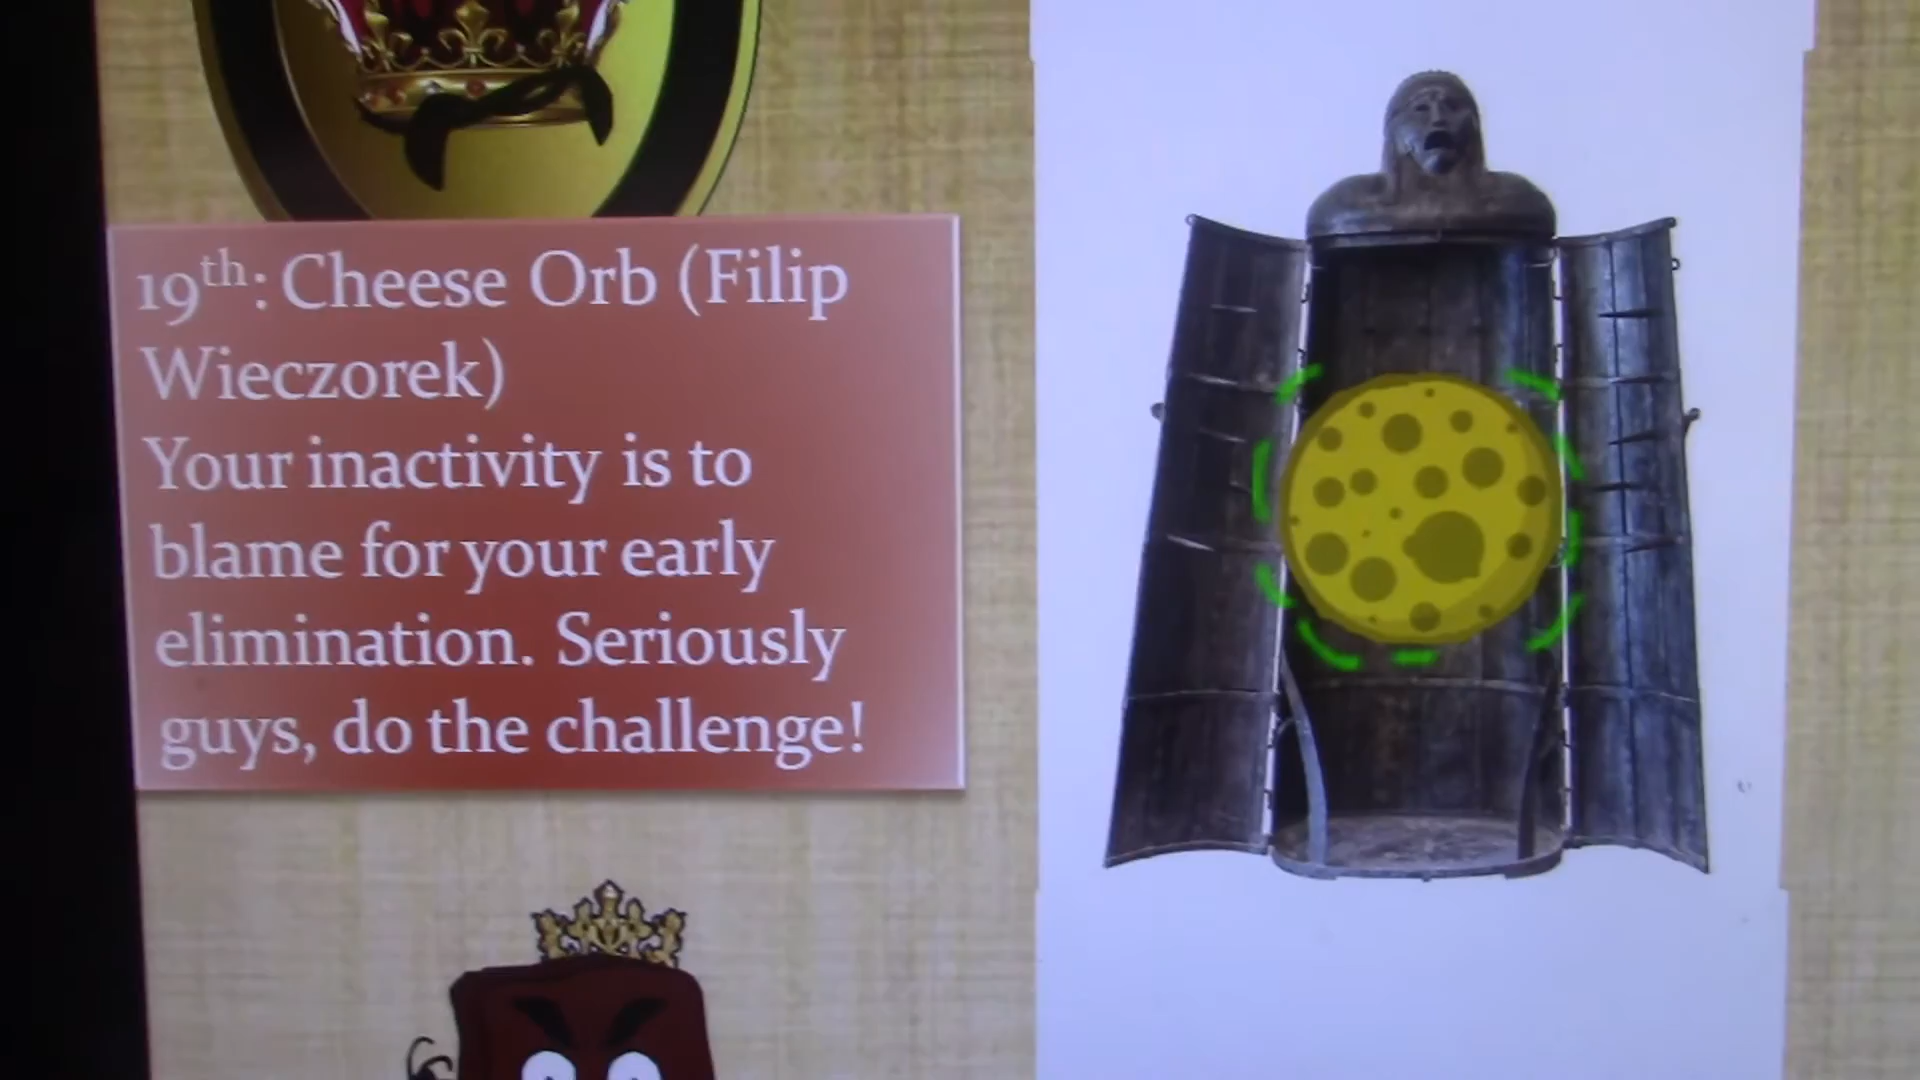 19th: Cheese Orb (Filip
Wieczorek)
Your inactivity is to
blame for your early
elimination. Seriously
guys, do the challenge!